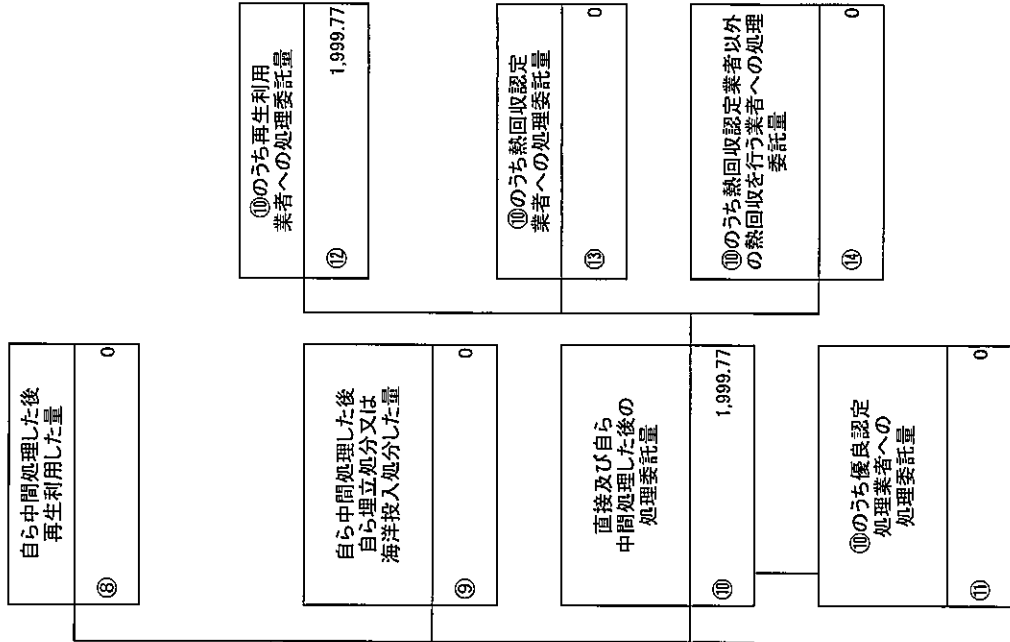 自ら中間処理した後
再生利用した量
⑧
0
自ら中間処理した後
自ら埋立処分又は
海洋投入処分した量
⑨
0
直接及び自ら
中間処理した後の
処理委託量
⑩
1,999.77
⑩のうち優良認定
処理業者への
処理委託量
⑪
0
⑩のうち再生利用
業者への処理委託量
⑫
1,999.77
⑩のうち熱回収認定
業者への処理委託量
⑬
0
⑩のうち熱回収認定業者以外
の熱回収を行う業者への処理
委託量
⑭
0